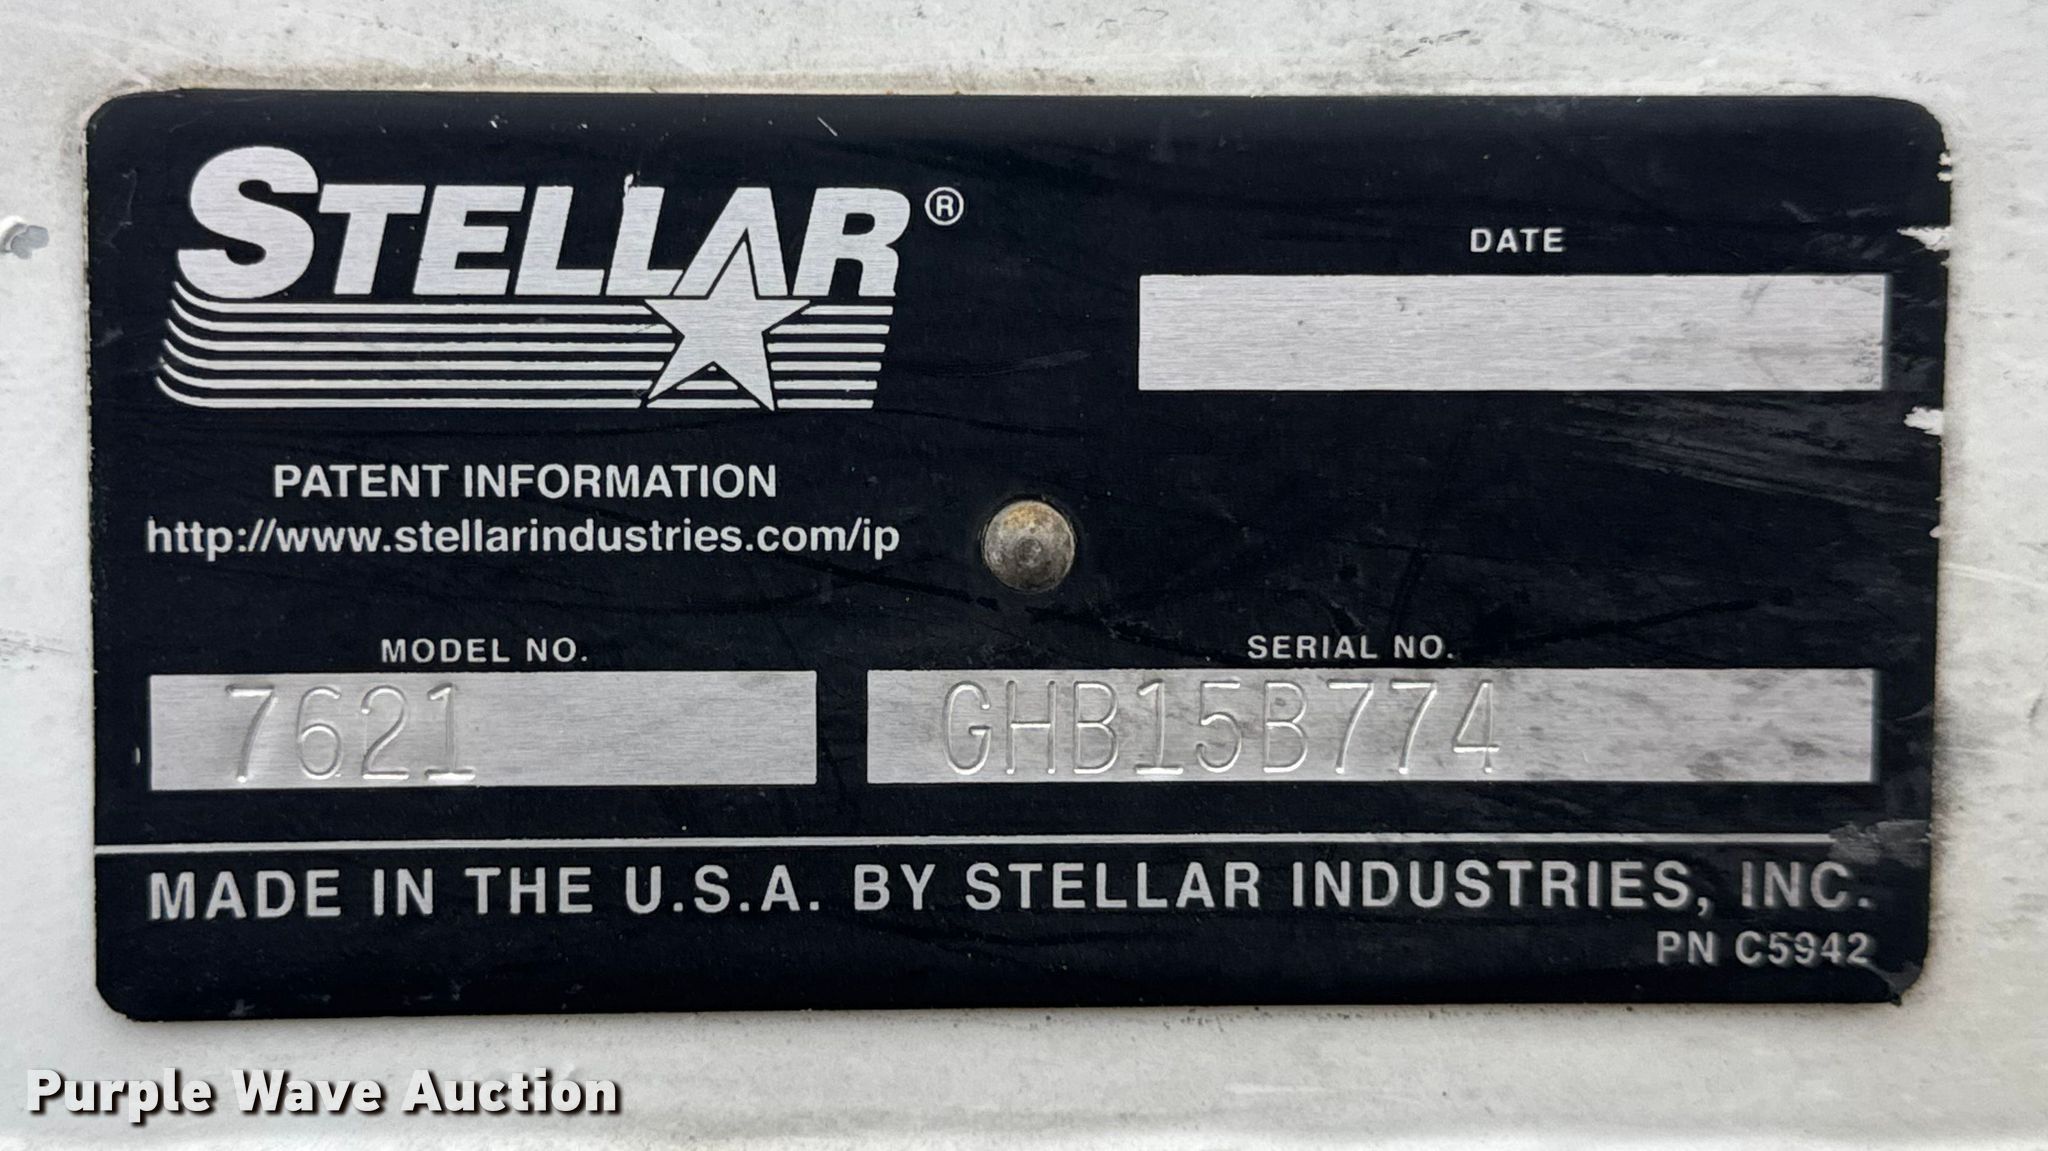 STELLAR®
DATE
PATENT INFORMATION
http://www.stellarindustries.com/ip
MODEL NO.
7621
SERIAL NO.
GHB15B774
MADE IN THE U.S.A. BY STELLAR INDUSTRIES, INC.
PN C5942
Purple Wave Auction